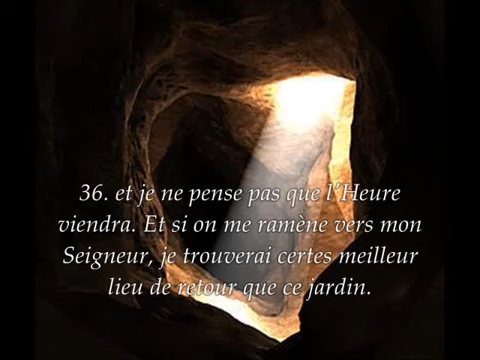 36. et je ne pense pas que l'Heure
viendra. Et si on me ramène vers mon
Seigneur, je trouverai certes meilleur
lieu de retour que ce jardin.